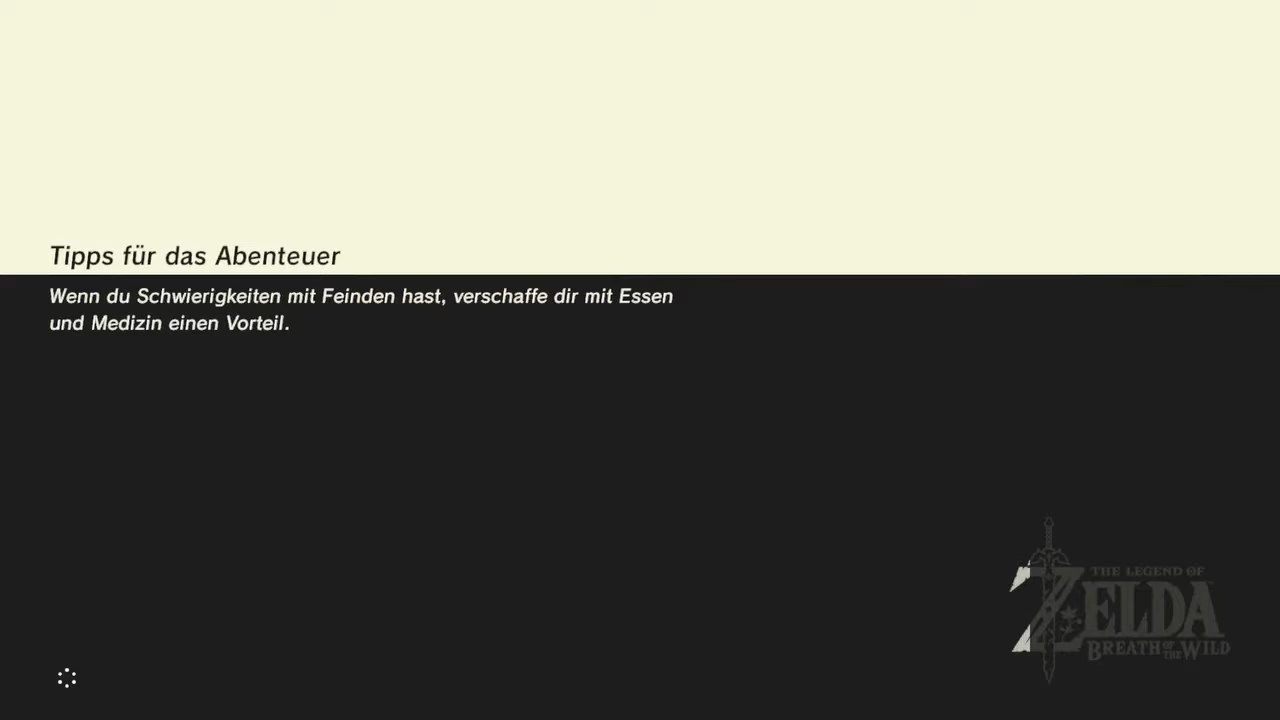 Tipps für das Abenteuer
Wenn du Schwierigkeiten mit Feinden hast, verschaffe dir mit Essen
und Medizin einen Vorteil.
THE LEGEND OF
ZELDA
BREATH OF THE WILD